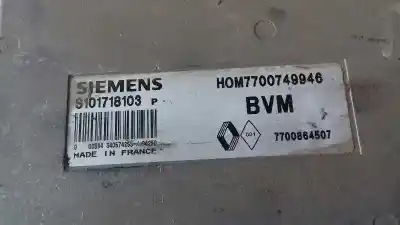 SIEMENS
S101718103 P
HOM7700749946
BVM
7700864507
MADE IN FRANCE